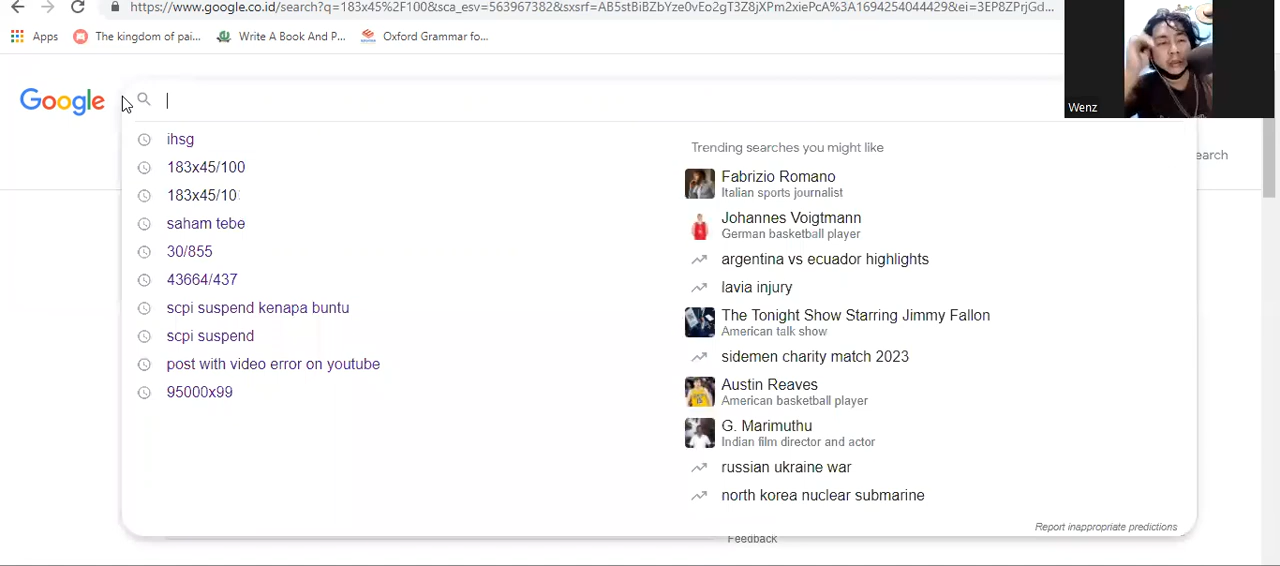 https://www.google.co.id/search?q=183x45%2F100&sca_esv=563967382&sxsrf=AB5stBiBZbYze0vEo2gT3Z8jXPm2xiePcA%3A1694254044429&ei=3EP8ZPrjGd...
Apps
The kingdom of pai...
Write A Book And P...
Oxford Grammar fo...
Wenz
Google
ihsg
183x45/100
183x45/10
saham tebe
30/855
43664/437
scpi suspend kenapa buntu
scpi suspend
post with video error on youtube
95000x99
Trending searches you might like
Fabrizio Romano
Italian sports journalist
Johannes Voigtmann
German basketball player
argentina vs ecuador highlights
lavia injury
The Tonight Show Starring Jimmy Fallon
American talk show
sidemen charity match 2023
Austin Reaves
American basketball player
G. Marimuthu
Indian film director and actor
russian ukraine war
north korea nuclear submarine
Report inappropriate predictions
earch
Feedback